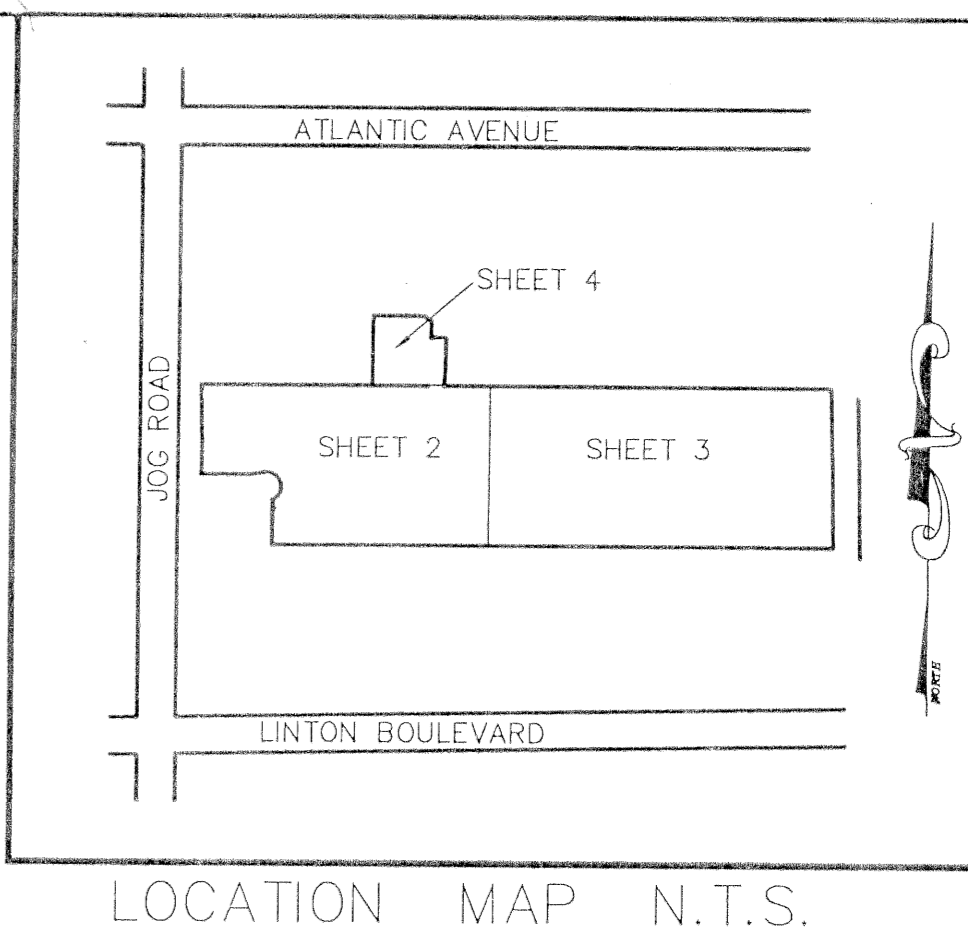 ATLANTIC AVENUE
SHEET 4
JOG ROAD
SHEET 2
SHEET 3
NORTH
LINTON BOULEVARD
LOCATION MAP N.T.S.